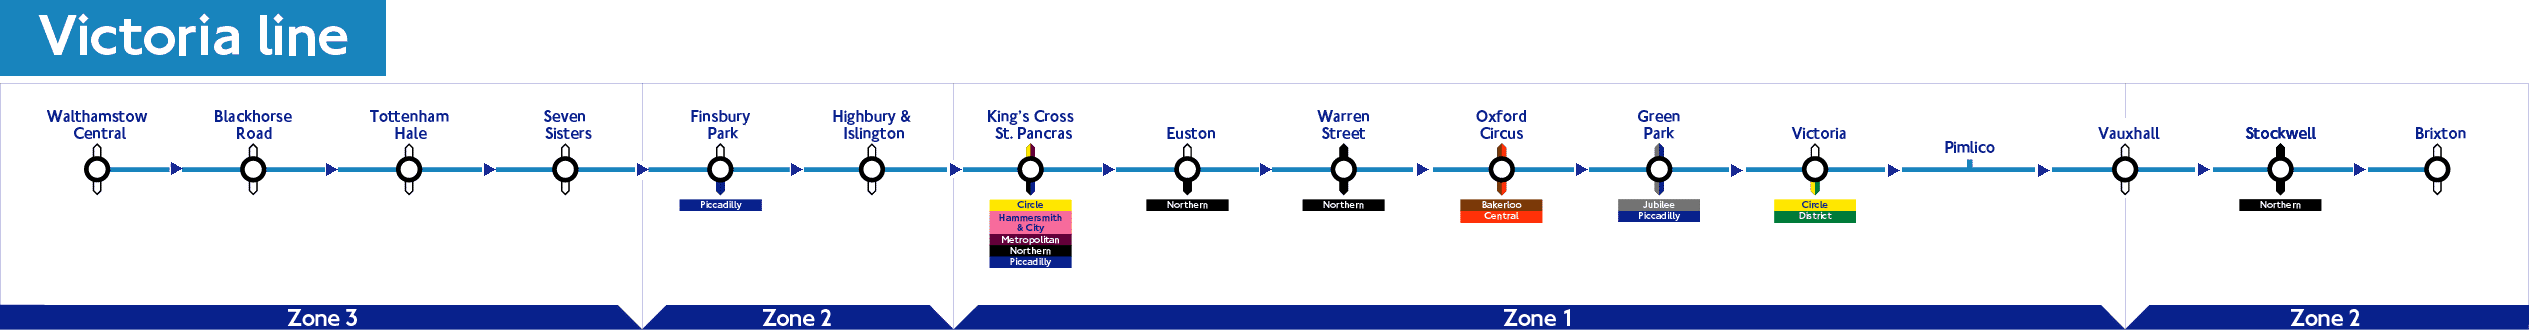 Victoria line
Walthamstow
Central
Blackhorse
Road
Tottenham
Hale
Seven
Sisters
Finsbury
Park
Piccadilly
Highbury &
Islington
King's Cross
St. Pancras
Circle
Hammersmith
& City
Metropolitan
Northern
Piccadilly
Euston
Northern
Warren
Street
Northern
Oxford
Circus
Bakerloo
Central
Green
Park
Jubilee
Piccadilly
Victoria
Circle
District
Pimlico
Vauxhall
Stockwell
Northern
Brixton
Zone 3
Zone 2
Zone 1
Zone 2